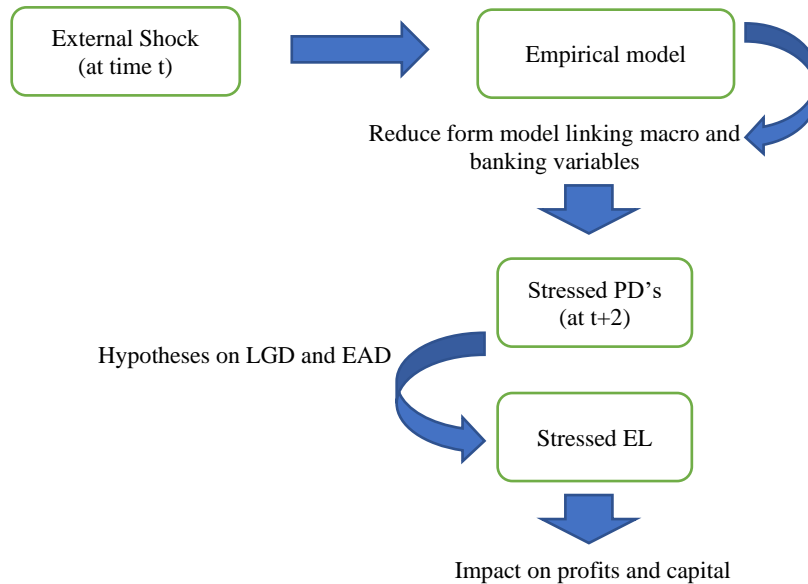 External Shock
(at time t)
Empirical model
Reduce form model linking macro and
banking variables
Stressed PD’s
(at t+2)
Hypotheses on LGD and EAD
Stressed EL
Impact on profits and capital